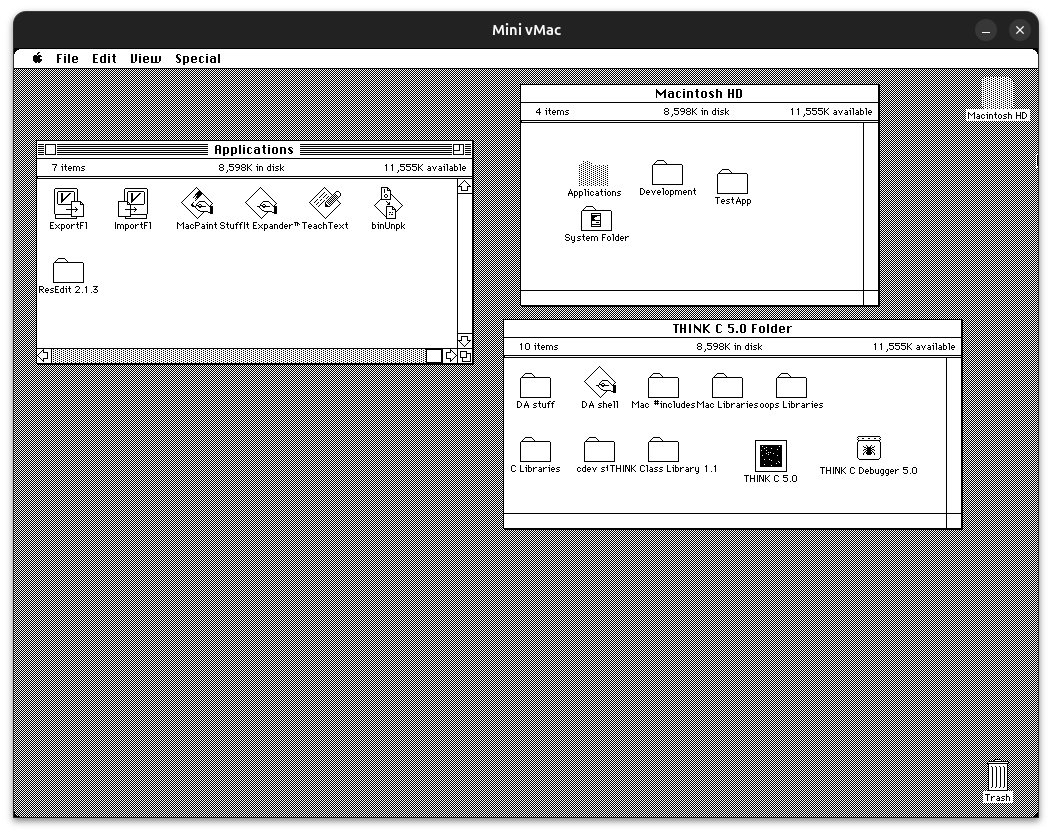 Mini vMac
File Edit View Special
Macintosh HD
4 items 8,598K in disk 11,555K available
Macintosh HD
Applications
7 items 8,598K in disk 11,555K available
Applications Development TestApp
System Folder
ExportFl ImportFl MacPaint StuffIt Expander™ TeachText binUnpk
ResEdit 2.1.3
THINK C 5.0 Folder
10 items 8,598K in disk 11,555K available
DA stuff DA shell Mac #includes Mac Libraries oops Libraries
C Libraries cdev st THINK Class Library 1.1 THINK C 5.0 THINK C Debugger 5.0
Trash